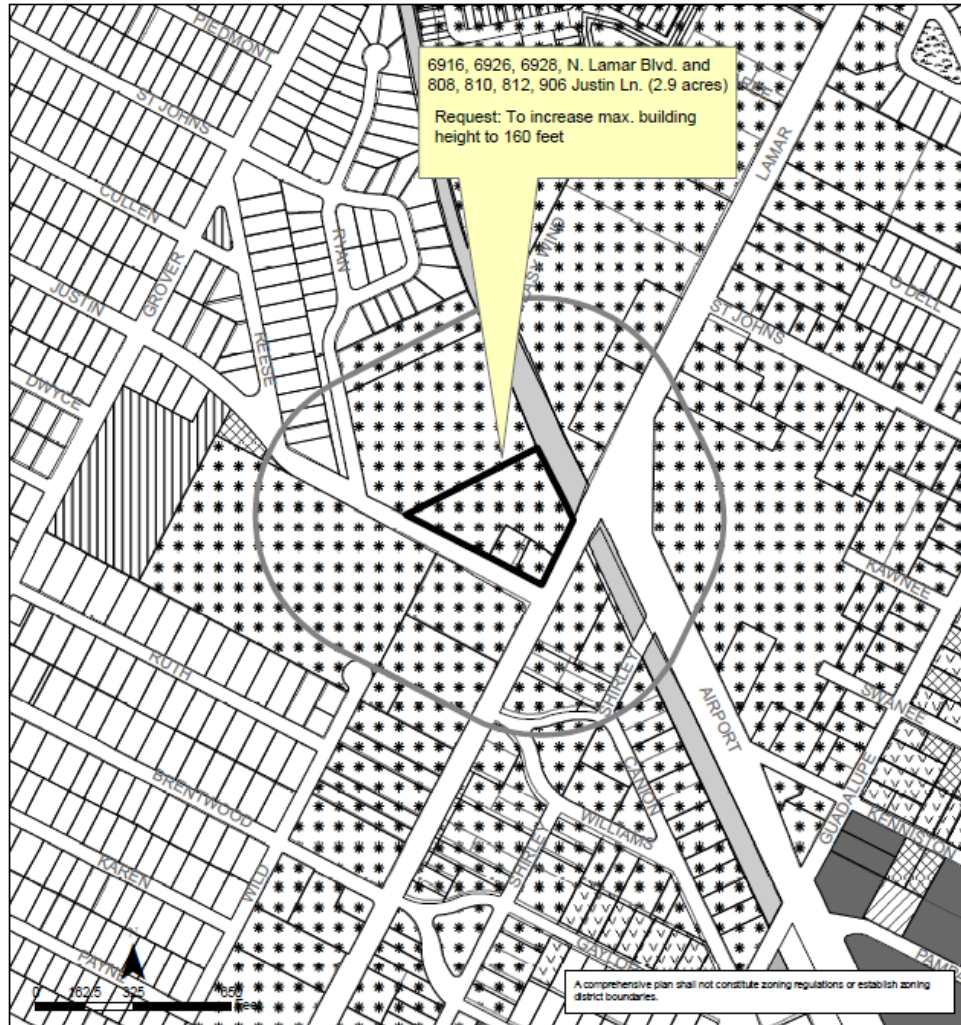 PIEDMONT
ST JOHNS
CULLEN
JUSTIN
DWYCE
GROVER
REESE
RYAN
6916, 6926, 6928, N. Lamar Blvd. and
808, 810, 812, 906 Justin Ln. (2.9 acres)
Request: To increase max. building
height to 160 feet
LAMAR
ST JOHNS
O DELL
KAWNEE
SWANEE
GUADALUPE
KENNISTON
AIRPORT
SHIRLEY
CANION
WILLIAMS
SHIRLEY
RUTH
BRENTWOOD
KAREN
WILD
PAYNE
0 162.5 325 650
A comprehensive plan shall not constitute zoning regulations or establish zoning
district boundaries.